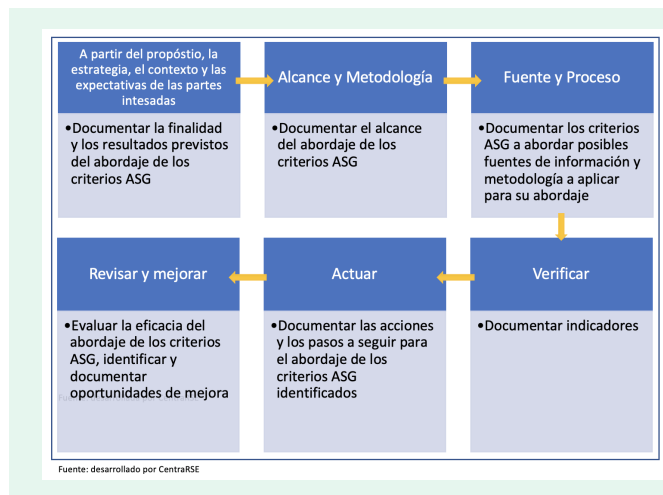 A partir del propóstio, la
estrategia, el contexto y las
expectativas de las partes
intesadas
•Documentar la finalidad
y los resultados previstos
del abordaje de los
criterios ASG
Alcance y Metodología
•Documentar el alcance
del abordaje de los
criterios ASG
Fuente y Proceso
•Documentar los criterios
ASG a abordar posibles
fuentes de información y
metodología a aplicar
para su abordaje
Verificar
•Documentar indicadores
Actuar
•Documentar las acciones
y los pasos a seguir para
el abordaje de los
criterios ASG
identificados
Revisar y mejorar
•Evaluar la eficacia del
abordaje de los criterios
ASG, identificar y
documentar
oportunidades de mejora
Fuente: desarrollado por CentraRSE